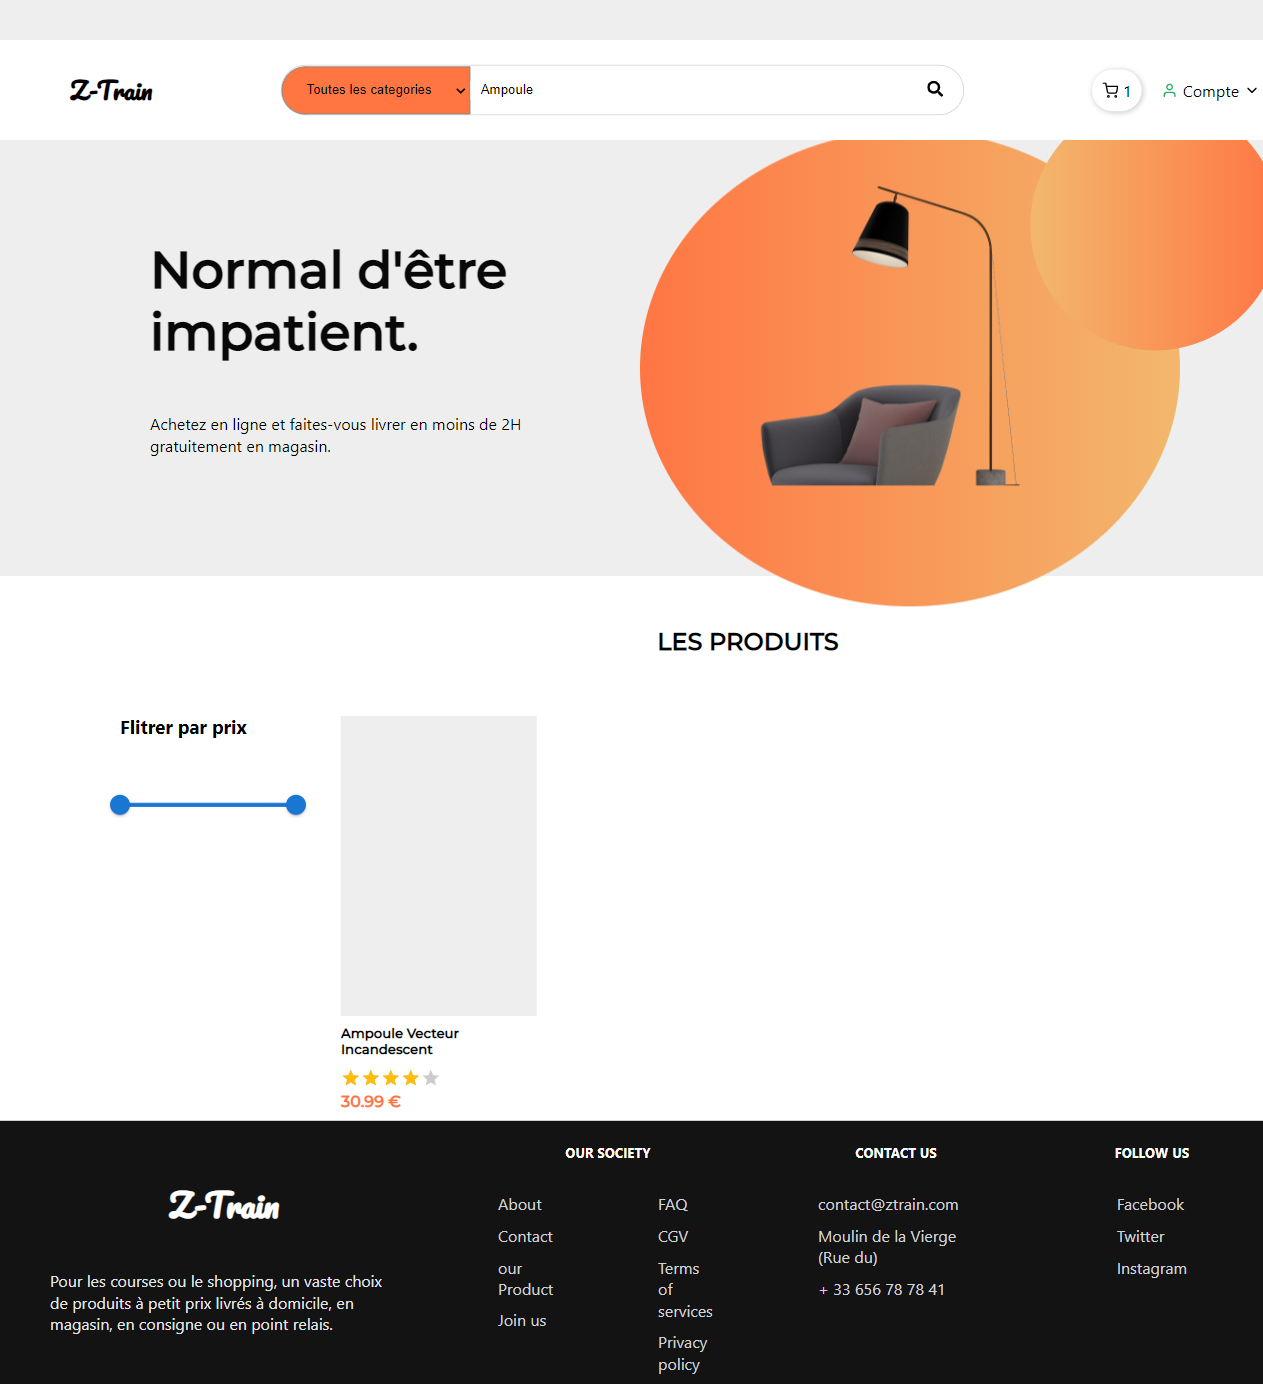 Z-Train
Toutes les categories
Ampoule
1
Compte
Normal d'être
impatient.
Achetez en ligne et faites-vous livrer en moins de 2H
gratuitement en magasin.
LES PRODUITS
Flitrer par prix
Ampoule Vecteur
Incandescent
30.99 €
Z-Train
Pour les courses ou le shopping, un vaste choix
de produits à petit prix livrés à domicile, en
magasin, en consigne ou en point relais.
OUR SOCIETY
About
Contact
our
Product
Join us
FAQ
CGV
Terms
of
services
Privacy
policy
CONTACT US
contact@ztrain.com
Moulin de la Vierge
(Rue du)
+ 33 656 78 78 41
FOLLOW US
Facebook
Twitter
Instagram